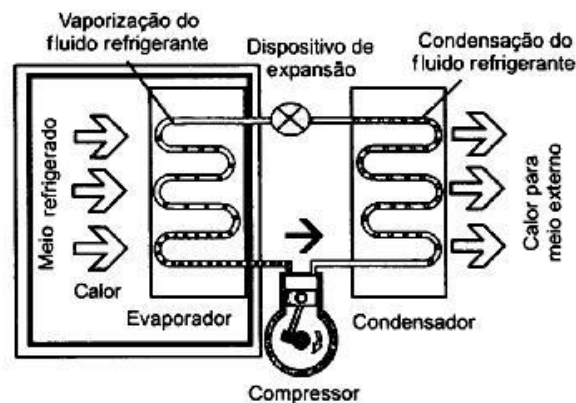 Vaporização do
fluido refrigerante
Dispositivo de
expansão
Condensação do
fluido refrigerante
Meio refrigerado
Calor
Evaporador
Compressor
Condensador
Calor para
meio externo